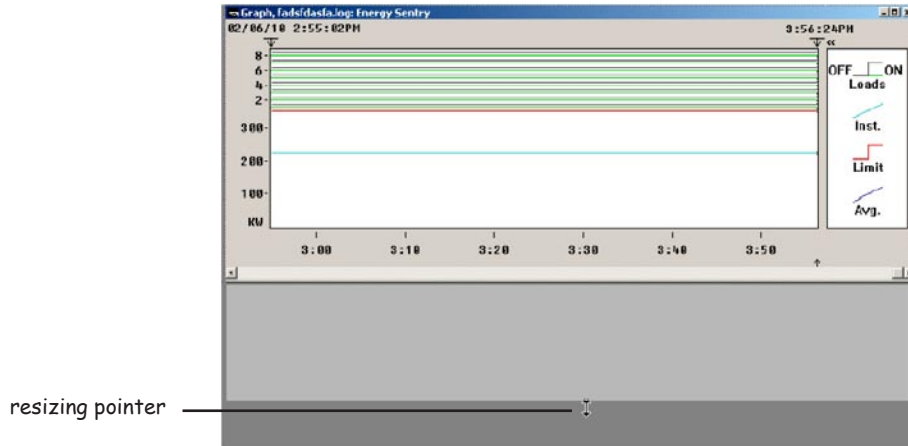 Graph, fadsfdasfa.log: Energy Sentry
02/06/10 2:55:02PM 3:56:24PM
8
6
4
2
300
200
100
KW
3:00 3:10 3:20 3:30 3:40 3:50
«
OFF ON
Loads
Inst.
Limit
Avg.
resizing pointer